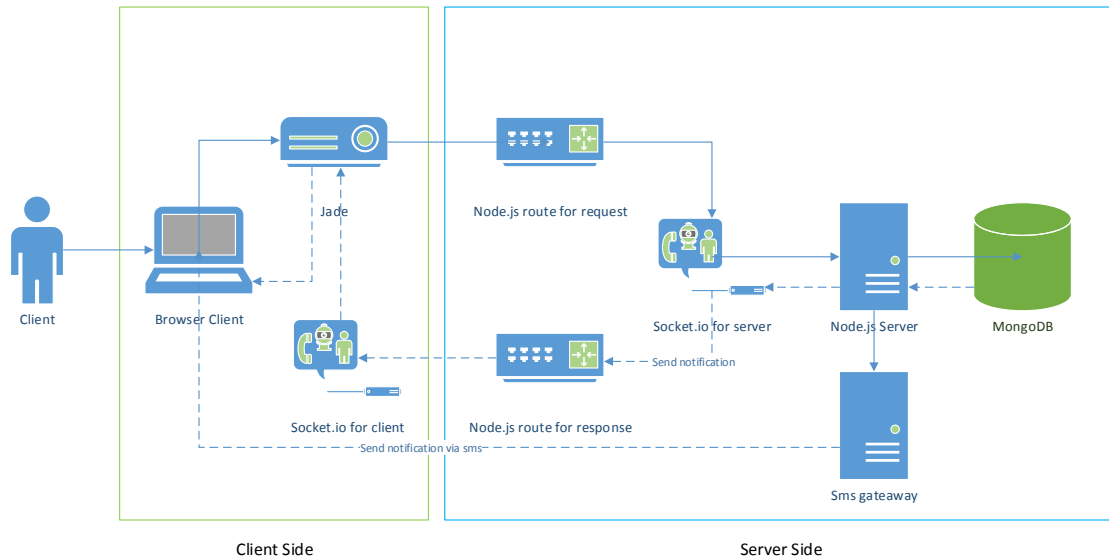 Jade
Node.js route for request
Client
Browser Client
Socket.io for server
Node.js Server
MongoDB
Send notification
Socket.io for client
Node.js route for response
Send notification via sms
Sms gateaway
Client Side
Server Side